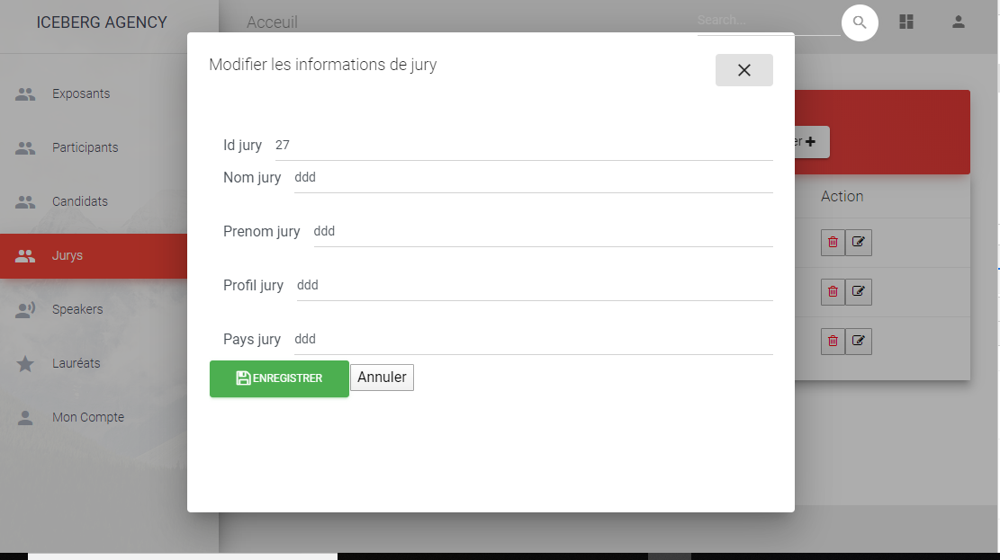 ICEBERG AGENCY
Acceuil
Search...
Modifier les informations de jury
Exposants
Participants
Candidats
Jurys
Speakers
Lauréats
Mon Compte
Id jury 27
Nom jury ddd
Prenom jury ddd
Profil jury ddd
Pays jury ddd
ENREGISTRER Annuler
er
Action